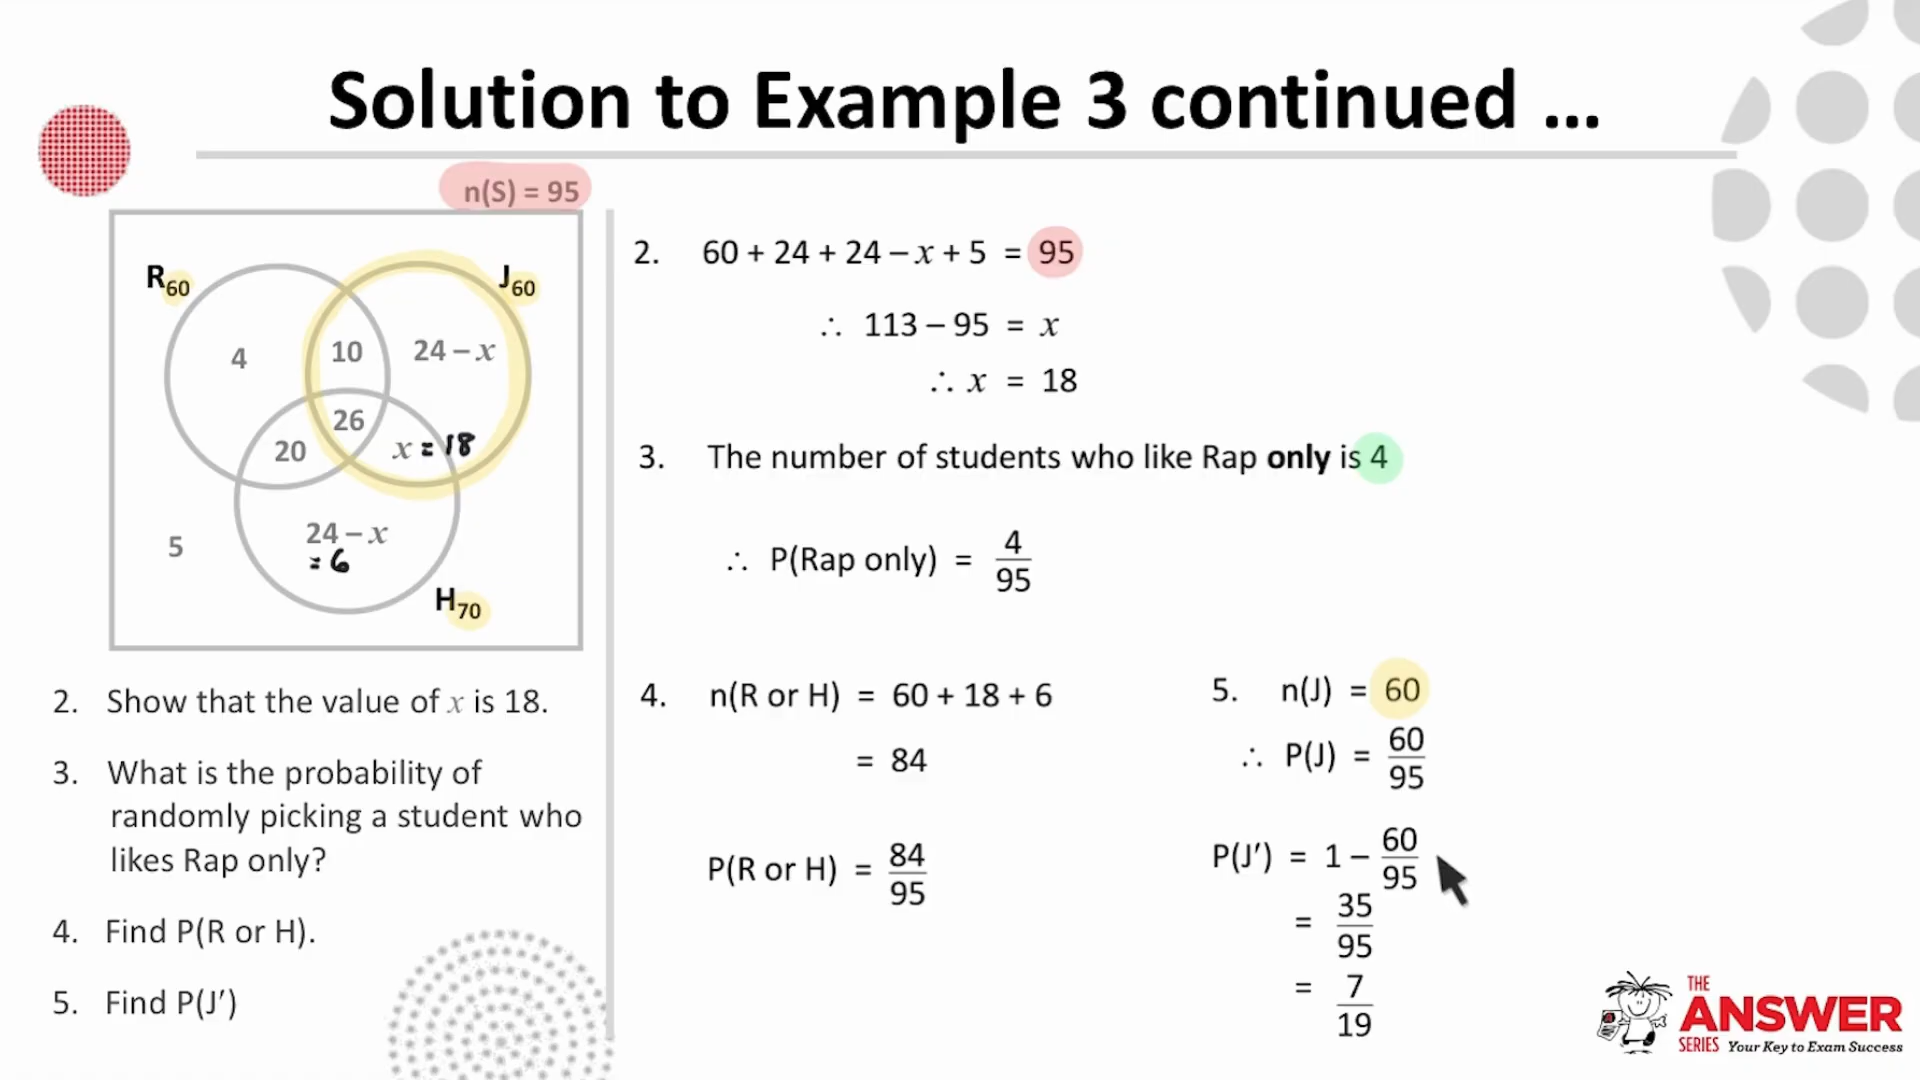 Solution to Example 3 continued ...
n(S) = 95
R60
J60
4
10
24 – x
26
20
x = 18
24 – x
= 6
5
H70
2. Show that the value of x is 18.
3. What is the probability of
randomly picking a student who
likes Rap only?
4. Find P(R or H).
5. Find P(J′)
2. 60 + 24 + 24 – x + 5 = 95
∴ 113 – 95 = x
∴ x = 18
3. The number of students who like Rap only is 4
∴ P(Rap only) = 4/95
4. n(R or H) = 60 + 18 + 6
= 84
P(R or H) = 84/95
5. n(J) = 60
∴ P(J) = 60/95
P(J′) = 1 – 60/95
= 35/95
= 7/19
THE
ANSWER
SERIES Your Key to Exam Success